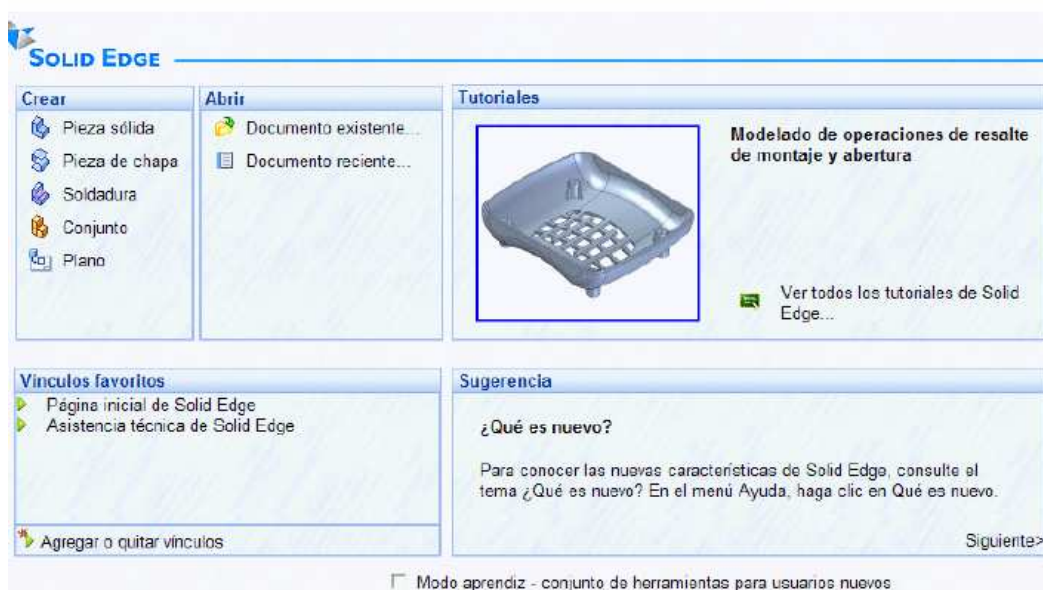 SOLID EDGE
Crear
Pieza sólida
Pieza de chapa
Soldadura
Conjunto
Plano
Abrir
Documento existente...
Documento reciente...
Tutoriales
Modelado de operaciones de resalte
de montaje y abertura
Ver todos los tutoriales de Solid
Edge...
Vínculos favoritos
Página inicial de Solid Edge
Asistencia técnica de Solid Edge
Agregar o quitar vínculos
Sugerencia
¿Qué es nuevo?
Para conocer las nuevas características de Solid Edge, consulte el
tema ¿Qué es nuevo? En el menú Ayuda, haga clic en Qué es nuevo.
Siguiente>
Modo aprendiz - conjunto de herramientas para usuarios nuevos